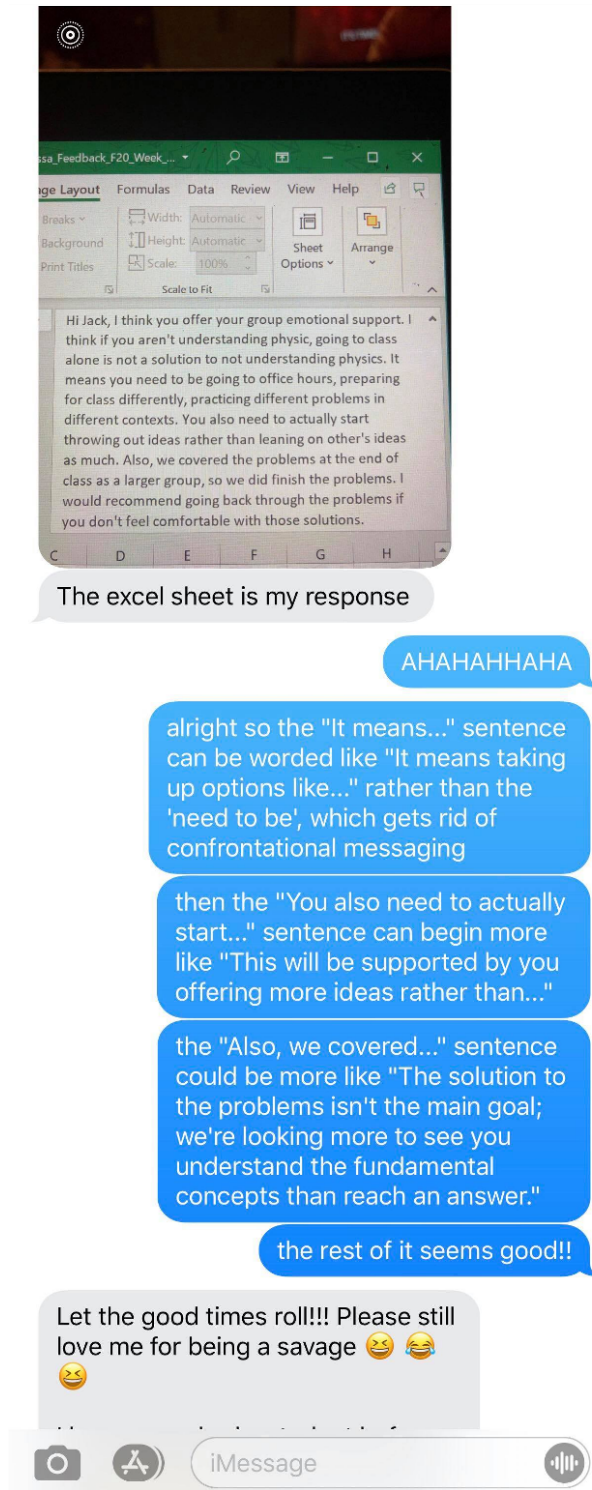 ssa_Feedback_F20_Week_...
ge Layout Formulas Data Review View Help
Breaks Width: Automatic
Background Height: Automatic Sheet Arrange
Print Titles Scale: 100% Options
Scale to Fit
Hi Jack, I think you offer your group emotional support. I
think if you aren't understanding physic, going to class
alone is not a solution to not understanding physics. It
means you need to be going to office hours, preparing
for class differently, practicing different problems in
different contexts. You also need to actually start
throwing out ideas rather than leaning on other's ideas
as much. Also, we covered the problems at the end of
class as a larger group, so we did finish the problems. I
would recommend going back through the problems if
you don't feel comfortable with those solutions.
C D E F G H
The excel sheet is my response
AHAHAHHAHA
alright so the "It means..." sentence
can be worded like "It means taking
up options like..." rather than the
'need to be', which gets rid of
confrontational messaging
then the "You also need to actually
start..." sentence can begin more
like "This will be supported by you
offering more ideas rather than..."
the "Also, we covered..." sentence
could be more like "The solution to
the problems isn't the main goal;
we're looking more to see you
understand the fundamental
concepts than reach an answer."
the rest of it seems good!!
Let the good times roll!!! Please still
love me for being a savage 😆 😂
😆
iMessage